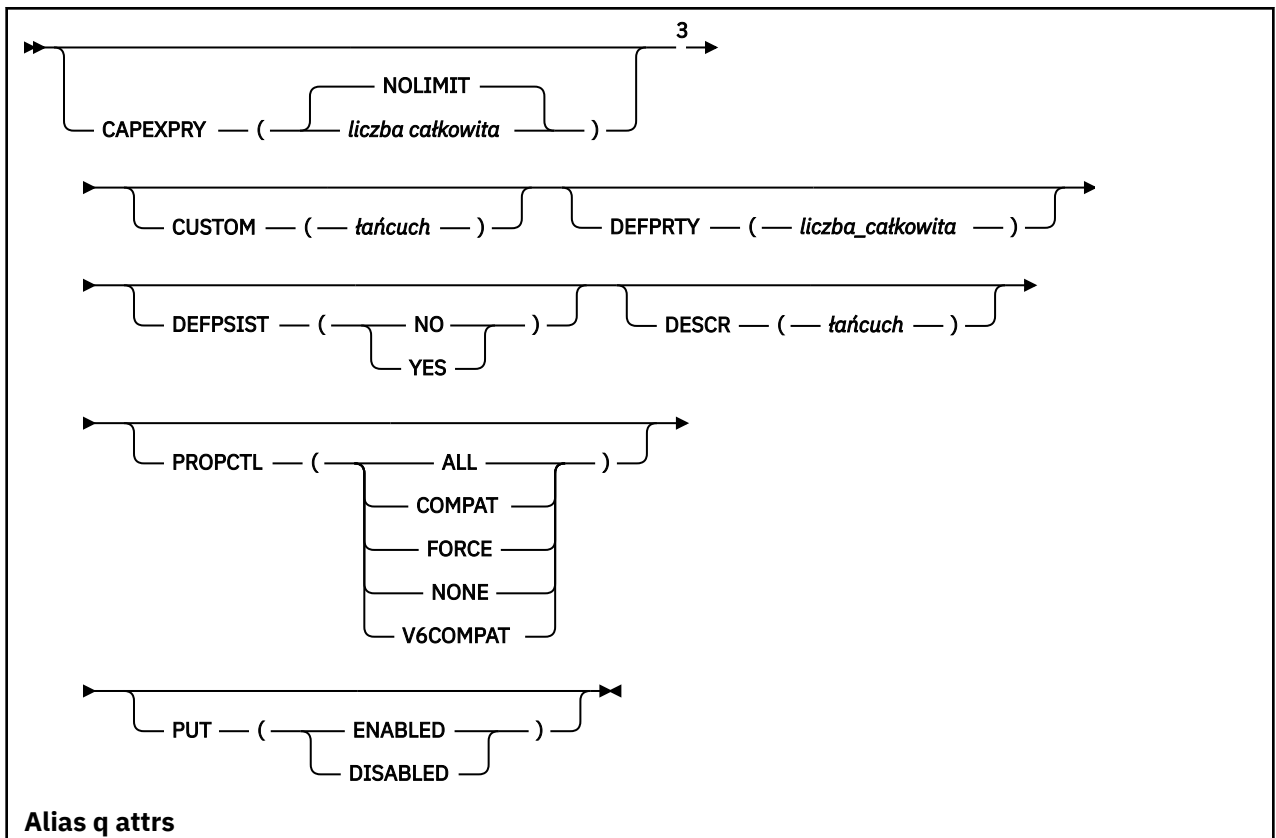 3
NOLIMIT
CAPEXPRY ( liczba całkowita )
CUSTOM ( łańcuch ) DEFPRTY ( liczba_całkowita )
DEFPSIST ( NO ) DESCR ( łańcuch )
YES
PROPCTL ( ALL )
COMPAT
FORCE
NONE
V6COMPAT
PUT ( ENABLED )
DISABLED
Alias q attrs